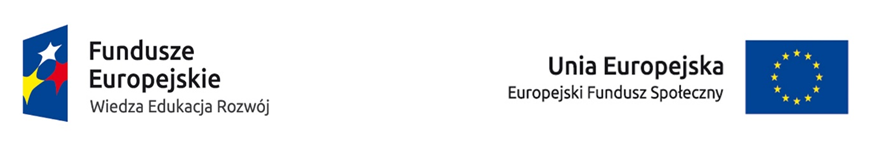 Fundusze
Europejskie
Wiedza Edukacja Rozwój
Unia Europejska
Europejski Fundusz Społeczny